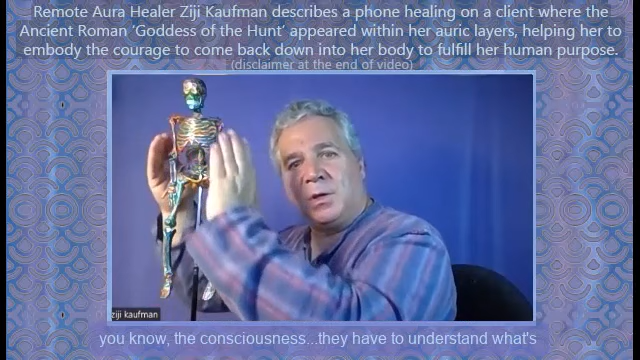 Remote Aura Healer Ziji Kaufman describes a phone healing on a client where the
Ancient Roman 'Goddess of the Hunt' appeared within her auric layers, helping her to
embody the courage to come back down into her body to fulfill her human purpose.
(disclaimer at the end of video)
ziji kaufman
you know, the consciousness...they have to understand what's